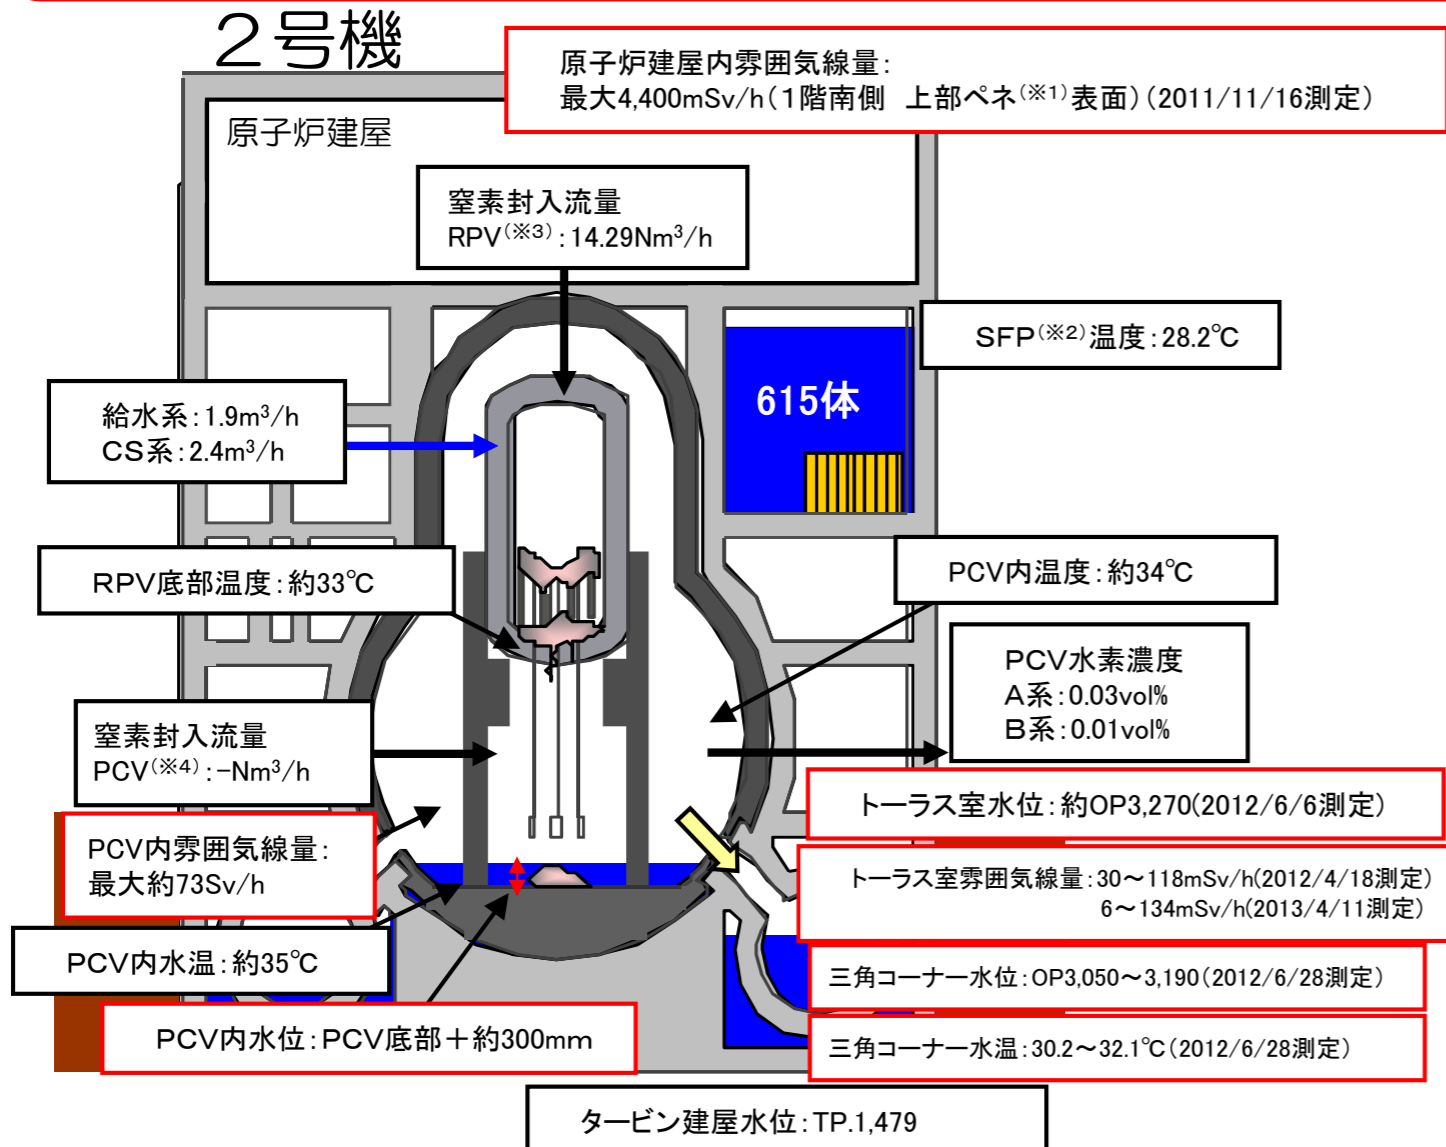 ２号機
原子炉建屋内雰囲気線量：
最大4,400mSv/h（１階南側　上部ペネ(※1)表面）（2011/11/16測定）
原子炉建屋
窒素封入流量
RPV(※3)：14.29Nm³/h
SFP(※2)温度：28.2℃
615体
給水系：1.9m³/h
CS系：2.4m³/h
RPV底部温度：約33℃
PCV内温度：約34℃
PCV水素濃度
A系：0.03vol%
B系：0.01vol%
窒素封入流量
PCV(※4)：-Nm³/h
トーラス室水位：約OP3,270(2012/6/6測定)
PCV内雰囲気線量：
最大約73Sv/h
トーラス室雰囲気線量：30～118mSv/h(2012/4/18測定)
6～134mSv/h(2013/4/11測定)
PCV内水温：約35℃
三角コーナー水位：OP3,050～3,190(2012/6/28測定)
PCV内水位：PCV底部＋約300mm
三角コーナー水温：30.2～32.1℃(2012/6/28測定)
タービン建屋水位：TP.1,479